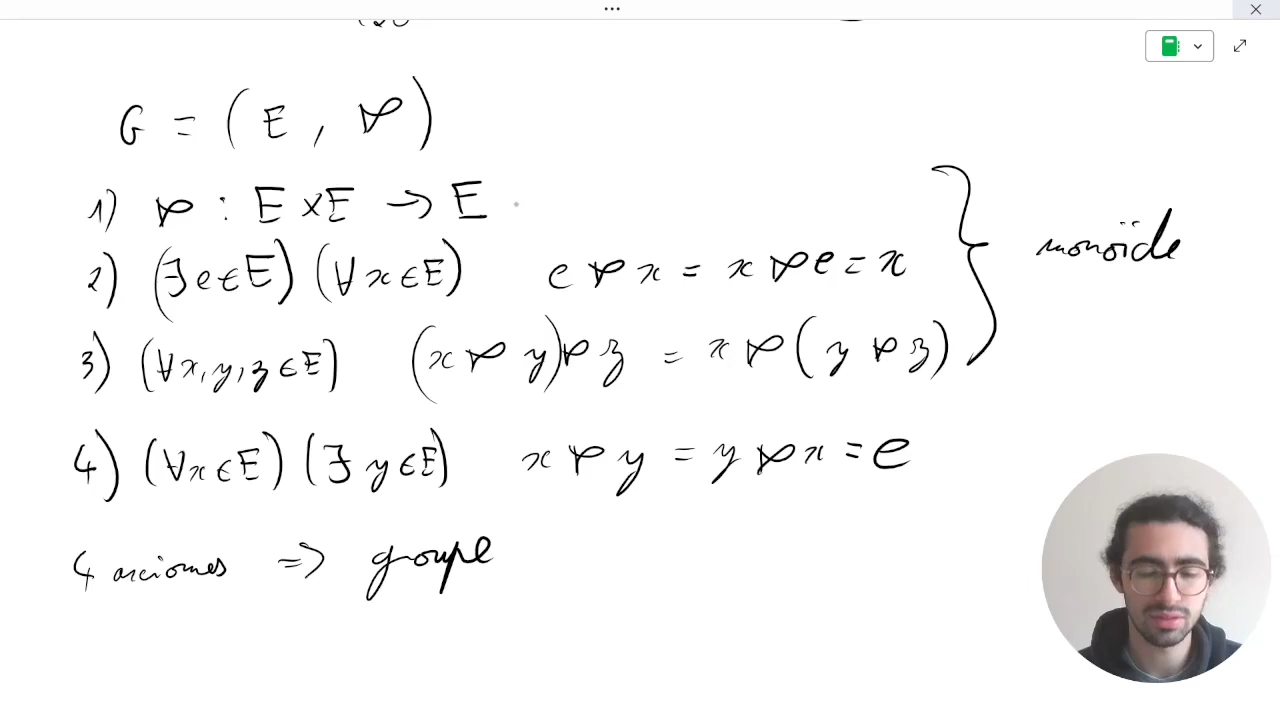 G = (E, ⋆)
1) ⋆ : E × E → E
2) (∃ e ∈ E) (∀ x ∈ E) e ⋆ x = x ⋆ e = x
3) (∀ x, y, z ∈ E) (x ⋆ y) ⋆ z = x ⋆ (y ⋆ z)
} monoïde
4) (∀ x ∈ E) (∃ y ∈ E) x ⋆ y = y ⋆ x = e
4 axiomes ⇒ groupe